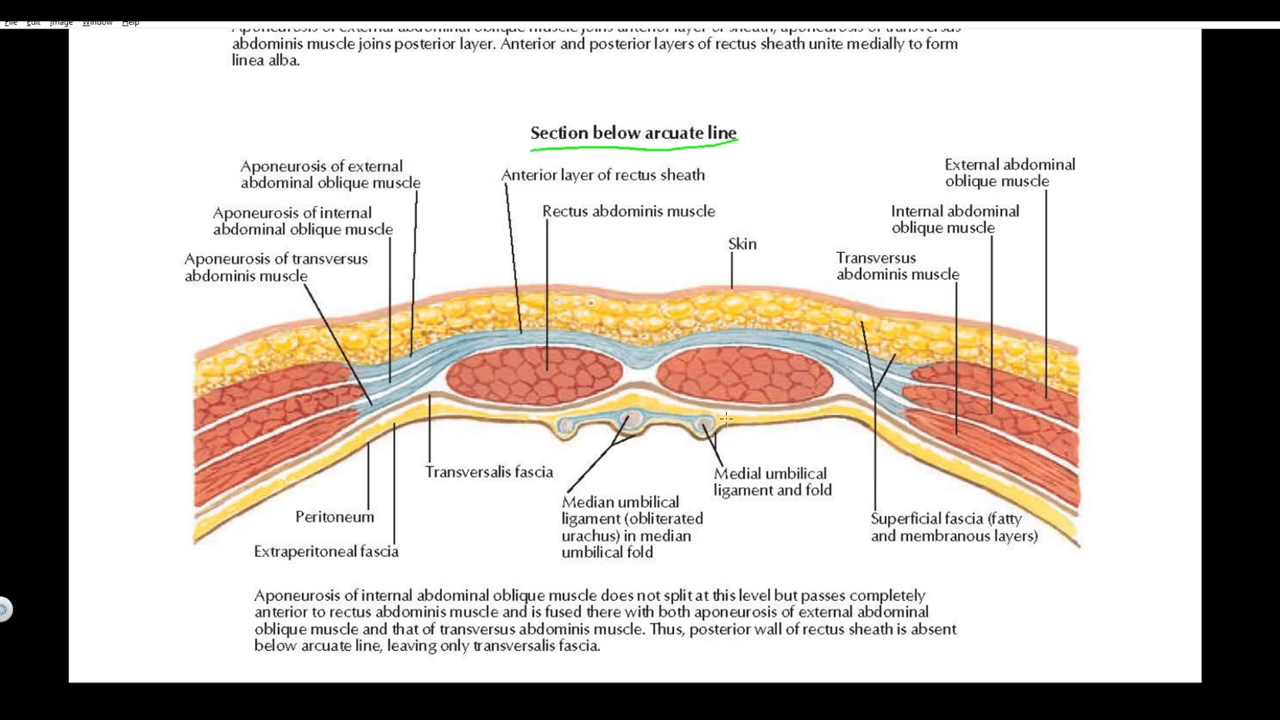 File Edit Image Window Help
Aponeurosis of external abdominal oblique muscle joins anterior layer of sheath; aponeurosis of transversus
abdominis muscle joins posterior layer. Anterior and posterior layers of rectus sheath unite medially to form
linea alba.
Section below arcuate line
Aponeurosis of external
abdominal oblique muscle
Anterior layer of rectus sheath
External abdominal
oblique muscle
Aponeurosis of internal
abdominal oblique muscle
Rectus abdominis muscle
Internal abdominal
oblique muscle
Skin
Aponeurosis of transversus
abdominis muscle
Transversus
abdominis muscle
Transversalis fascia
Medial umbilical
ligament and fold
Median umbilical
ligament (obliterated
urachus) in median
umbilical fold
Peritoneum
Superficial fascia (fatty
and membranous layers)
Extraperitoneal fascia
Aponeurosis of internal abdominal oblique muscle does not split at this level but passes completely
anterior to rectus abdominis muscle and is fused there with both aponeurosis of external abdominal
oblique muscle and that of transversus abdominis muscle. Thus, posterior wall of rectus sheath is absent
below arcuate line, leaving only transversalis fascia.